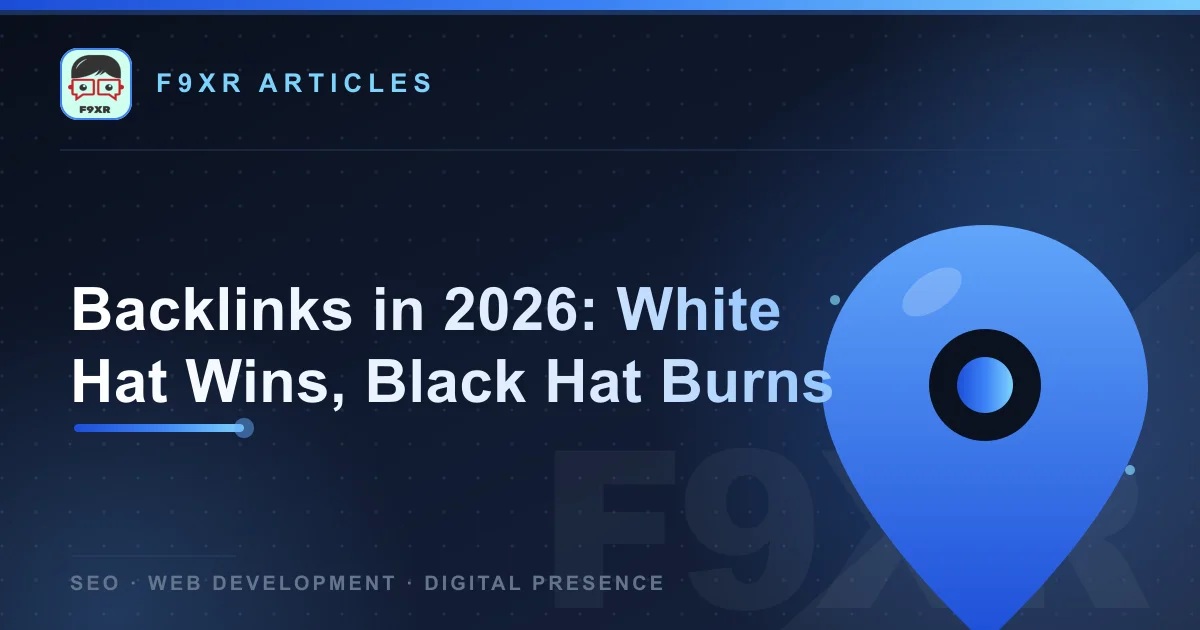 F9XR
F9XR ARTICLES
Backlinks in 2026: White
Hat Wins, Black Hat Burns
F9XR
SEO · WEB DEVELOPMENT · DIGITAL PRESENCE